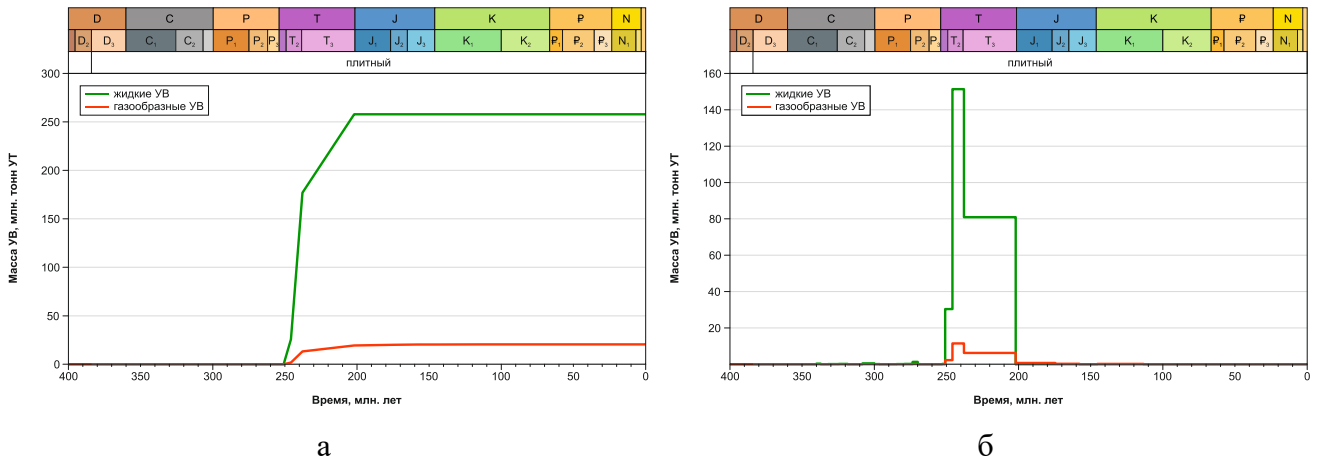 D C P T J K ₽ N
D₂ D₃ C₁ C₂ P₁ P₂ P₃ T₂ T₃ J₁ J₂ J₃ K₁ K₂ ₽₁ ₽₂ ₽₃ N₁
плитный
Масса УВ, млн. тонн УТ
300
250
200
150
100
50
0
жидкие УВ
газообразные УВ
400 350 300 250 200 150 100 50 0
Время, млн. лет
а
D C P T J K ₽ N
D₂ D₃ C₁ C₂ P₁ P₂ P₃ T₂ T₃ J₁ J₂ J₃ K₁ K₂ ₽₁ ₽₂ ₽₃ N₁
плитный
Масса УВ, млн. тонн УТ
160
140
120
100
80
60
40
20
0
жидкие УВ
газообразные УВ
400 350 300 250 200 150 100 50 0
Время, млн. лет
б